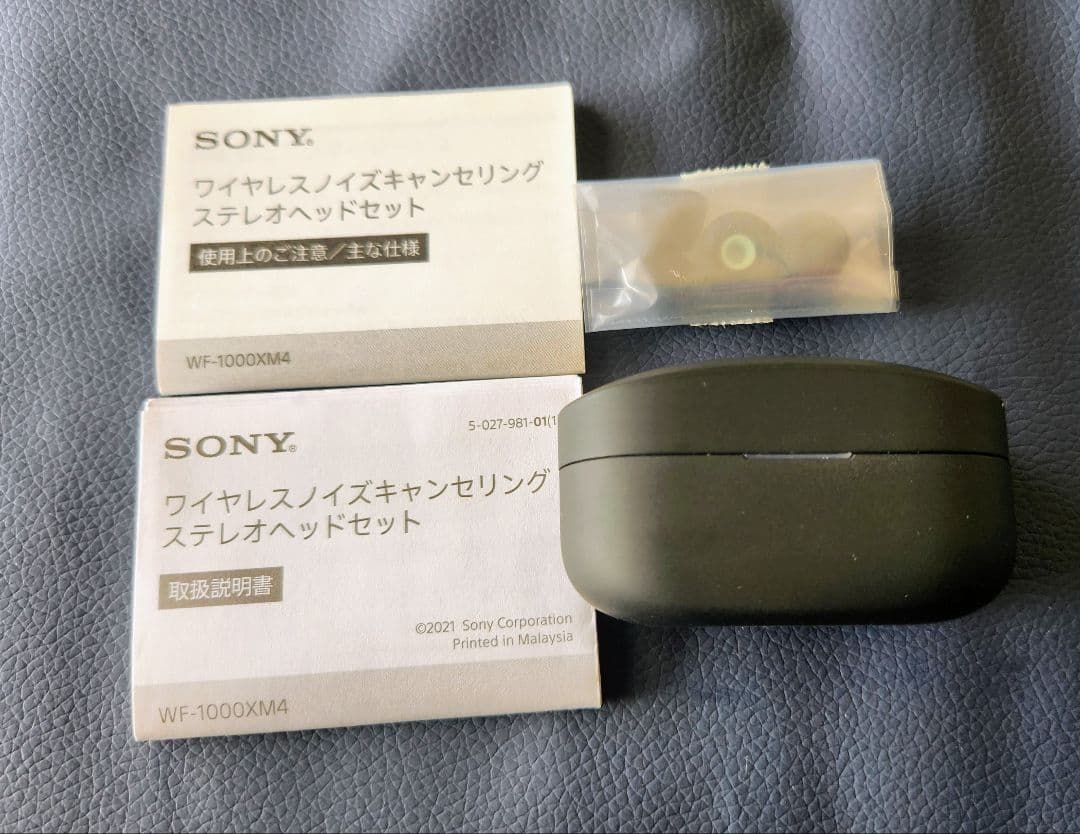 SONY®
ワイヤレスノイズキャンセリング
ステレオヘッドセット
使用上のご注意／主な仕様
WF-1000XM4
5-027-981-01(1
SONY®
ワイヤレスノイズキャンセリング
ステレオヘッドセット
取扱説明書
©2021 Sony Corporation
Printed in Malaysia
WF-1000XM4